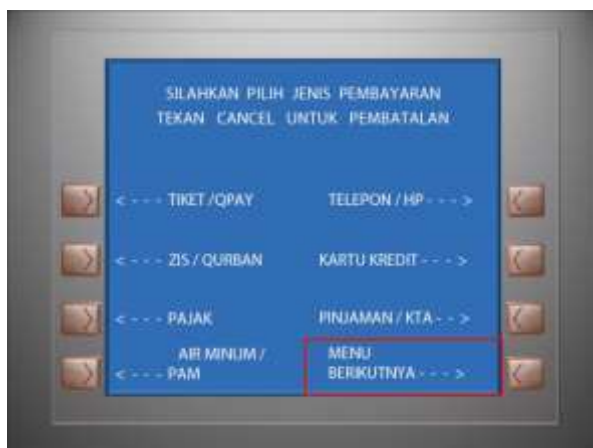 SILAHKAN PILIH JENIS PEMBAYARAN
TEKAN CANCEL UNTUK PEMBATALAN
< - - - TIKET /QPAY
TELEPON / HP - - - >
< - - - ZIS / QURBAN
KARTU KREDIT - - - >
< - - - PAJAK
PINJAMAN / KTA - - >
AIR MINUM /
< - - - PAM
MENU
BERIKUTNYA - - - >